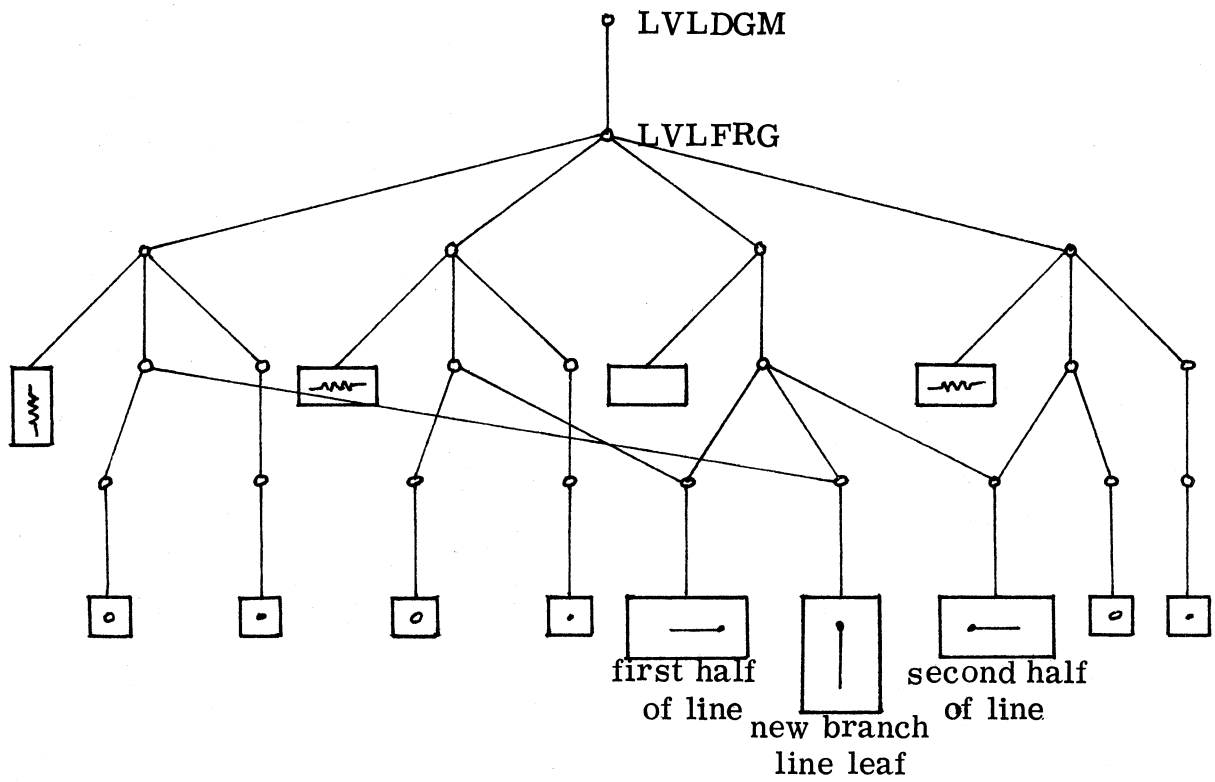 LVLDGM
LVLFRG
first half
of line
new branch
line leaf
second half
of line